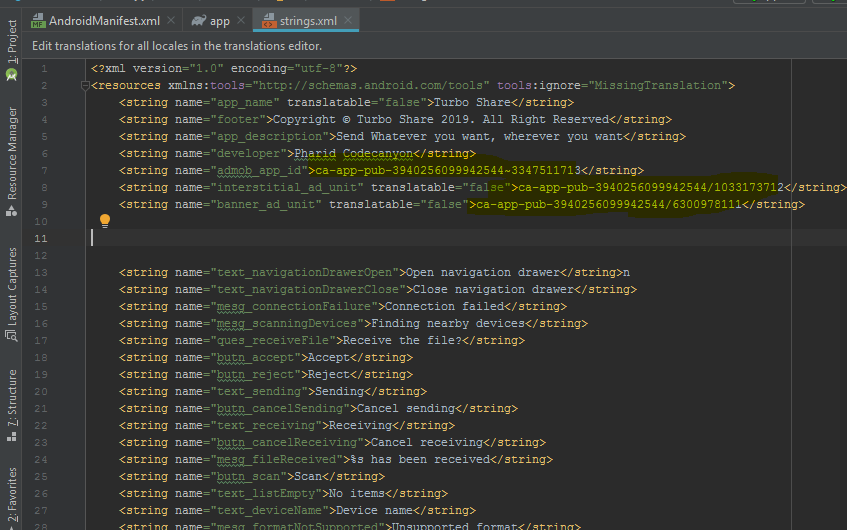 AndroidManifest.xml
app
strings.xml
Edit translations for all locales in the translations editor.
1 <?xml version="1.0" encoding="utf-8"?>
2 <resources xmlns:tools="http://schemas.android.com/tools" tools:ignore="MissingTranslation">
3 <string name="app_name" translatable="false">Turbo Share</string>
4 <string name="footer">Copyright © Turbo Share 2019. All Right Reserved</string>
5 <string name="app_description">Send Whatever you want, wherever you want</string>
6 <string name="developer">Pharid Codecanyon</string>
7 <string name="admob_app_id">ca-app-pub-3940256099942544~3347511713</string>
8 <string name="interstitial_ad_unit" translatable="false">ca-app-pub-3940256099942544/1033173712</string>
9 <string name="banner_ad_unit" translatable="false">ca-app-pub-3940256099942544/6300978111</string>
10
11
12
13 <string name="text_navigationDrawerOpen">Open navigation drawer</string>n
14 <string name="text_navigationDrawerClose">Close navigation drawer</string>
15 <string name="mesg_connectionFailure">Connection failed</string>
16 <string name="mesg_scanningDevices">Finding nearby devices</string>
17 <string name="ques_receiveFile">Receive the file?</string>
18 <string name="butn_accept">Accept</string>
19 <string name="butn_reject">Reject</string>
20 <string name="text_sending">Sending</string>
21 <string name="butn_cancelSending">Cancel sending</string>
22 <string name="text_receiving">Receiving</string>
23 <string name="butn_cancelReceiving">Cancel receiving</string>
24 <string name="mesg_fileReceived">%s has been received</string>
25 <string name="butn_scan">Scan</string>
26 <string name="text_listEmpty">No items</string>
27 <string name="text_deviceName">Device name</string>
28 <string name="mesg_formatNotSupported">Unsupported format</string>
1: Project
Resource Manager
Layout Captures
7: Structure
2: Favorites
MF